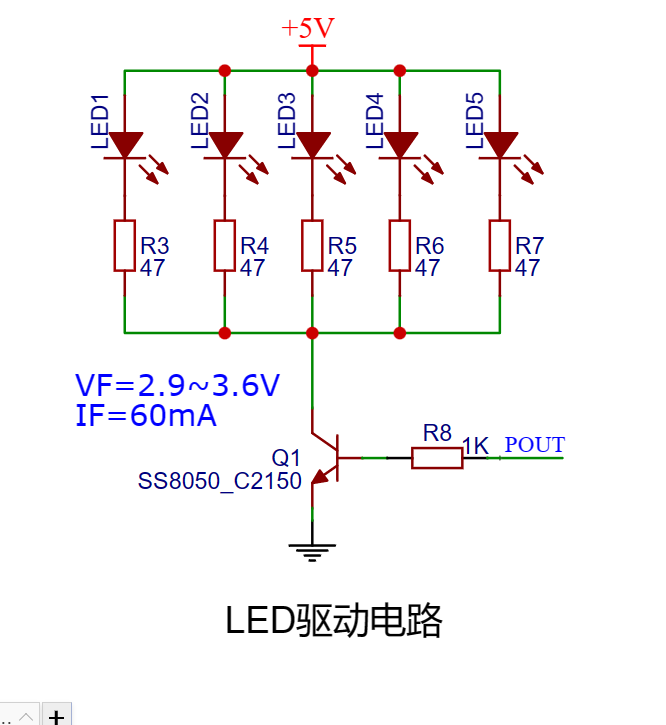 +5V
LED1
LED2
LED3
LED4
LED5
R3
47
R4
47
R5
47
R6
47
R7
47
VF=2.9~3.6V
IF=60mA
R8
1K
POUT
Q1
SS8050_C2150
LED驱动电路